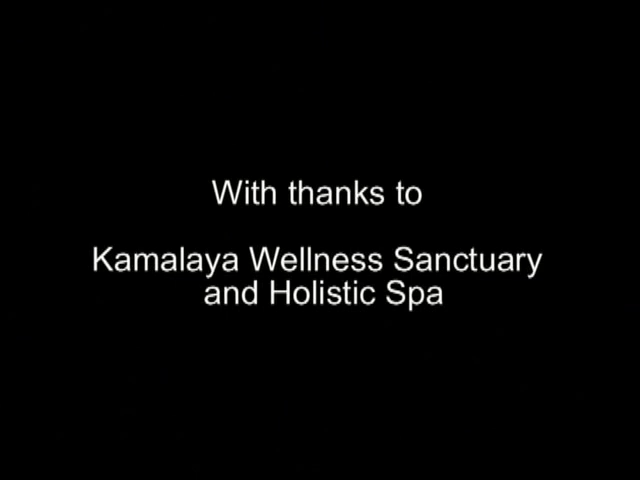 With thanks to
Kamalaya Wellness Sanctuary
and Holistic Spa